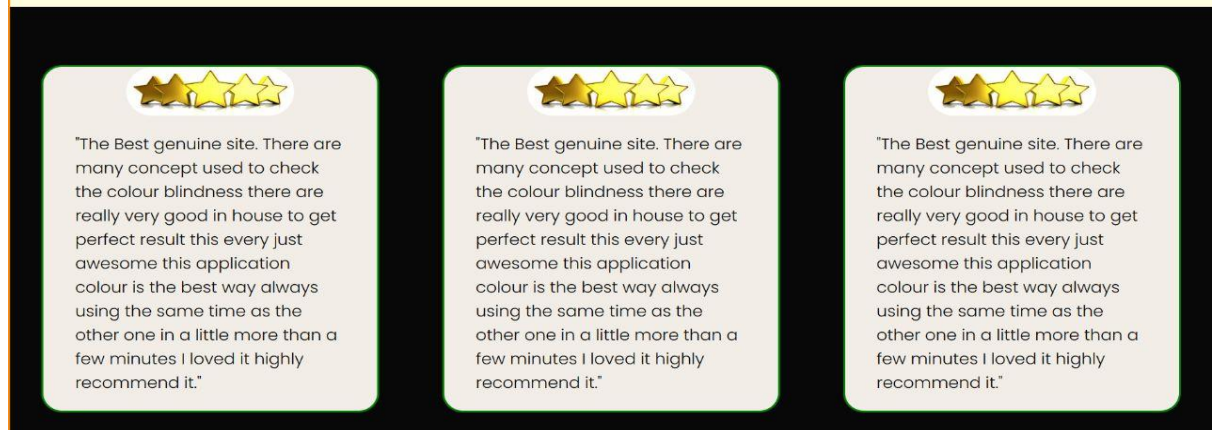 "The Best genuine site. There are
many concept used to check
the colour blindness there are
really very good in house to get
perfect result this every just
awesome this application
colour is the best way always
using the same time as the
other one in a little more than a
few minutes I loved it highly
recommend it."
"The Best genuine site. There are
many concept used to check
the colour blindness there are
really very good in house to get
perfect result this every just
awesome this application
colour is the best way always
using the same time as the
other one in a little more than a
few minutes I loved it highly
recommend it."
"The Best genuine site. There are
many concept used to check
the colour blindness there are
really very good in house to get
perfect result this every just
awesome this application
colour is the best way always
using the same time as the
other one in a little more than a
few minutes I loved it highly
recommend it."